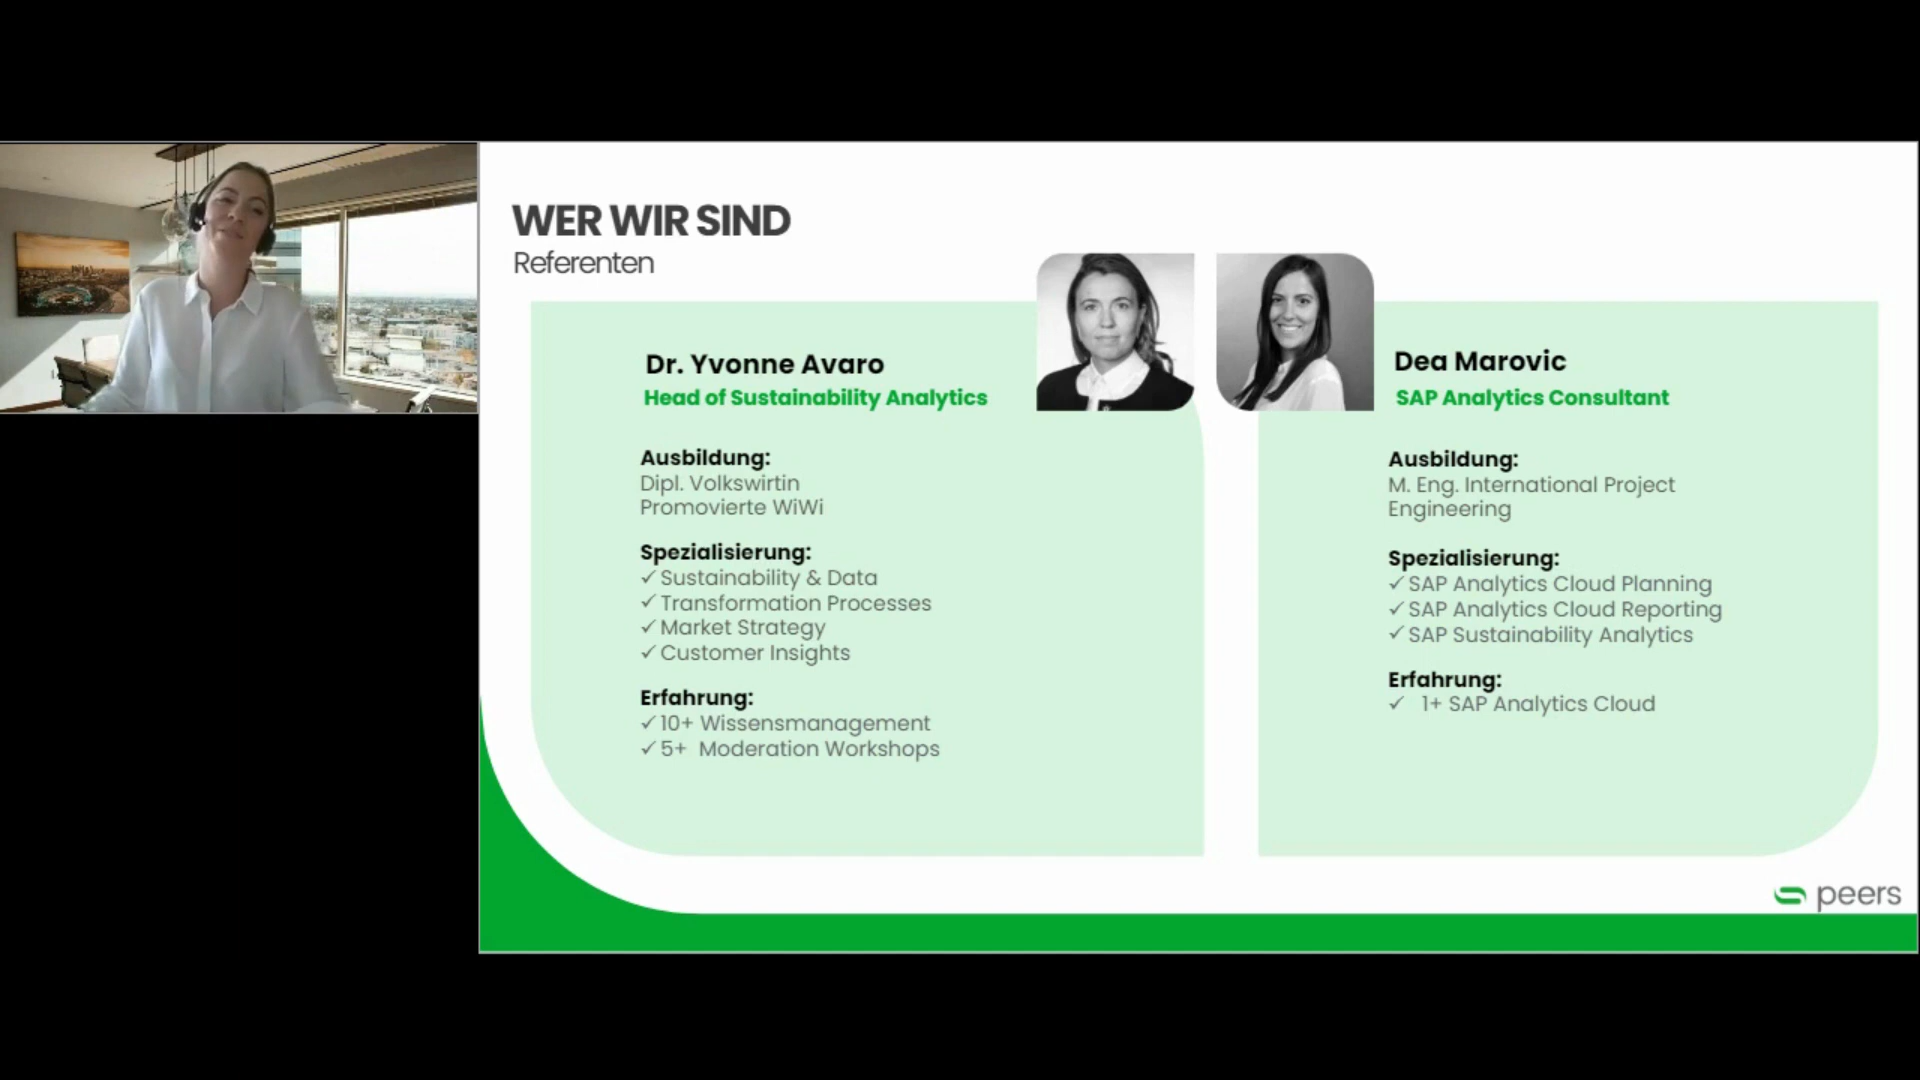 WER WIR SIND
Referenten
Dr. Yvonne Avaro
Head of Sustainability Analytics
Ausbildung:
Dipl. Volkswirtin
Promovierte WiWi
Spezialisierung:
✓ Sustainability & Data
✓ Transformation Processes
✓ Market Strategy
✓ Customer Insights
Erfahrung:
✓ 10+ Wissensmanagement
✓ 5+ Moderation Workshops
Dea Marovic
SAP Analytics Consultant
Ausbildung:
M. Eng. International Project
Engineering
Spezialisierung:
✓ SAP Analytics Cloud Planning
✓ SAP Analytics Cloud Reporting
✓ SAP Sustainability Analytics
Erfahrung:
✓ 1+ SAP Analytics Cloud
peers